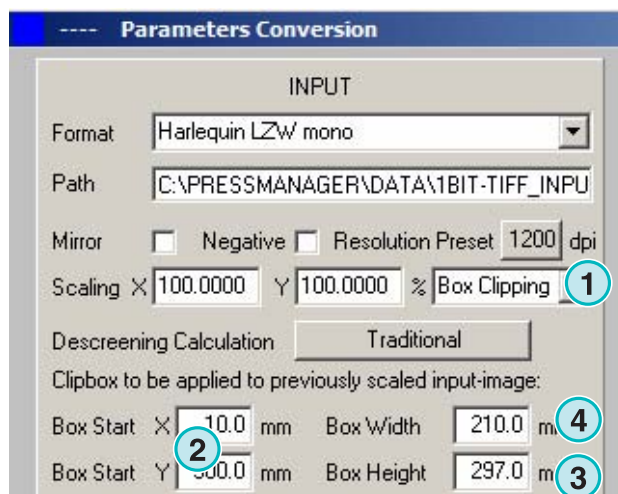 ---- Parameters Conversion
INPUT
Format Harlequin LZW mono
Path C:\PRESSMANAGER\DATA\1BIT-TIFF_INPU
Mirror Negative Resolution Preset 1200 dpi
Scaling X 100.0000 Y 100.0000 % Box Clipping 1
Descreening Calculation Traditional
Clipbox to be applied to previously scaled input-image:
Box Start X 10.0 mm Box Width 210.0 m 4
2
Box Start Y 00.0 mm Box Height 297.0 m 3